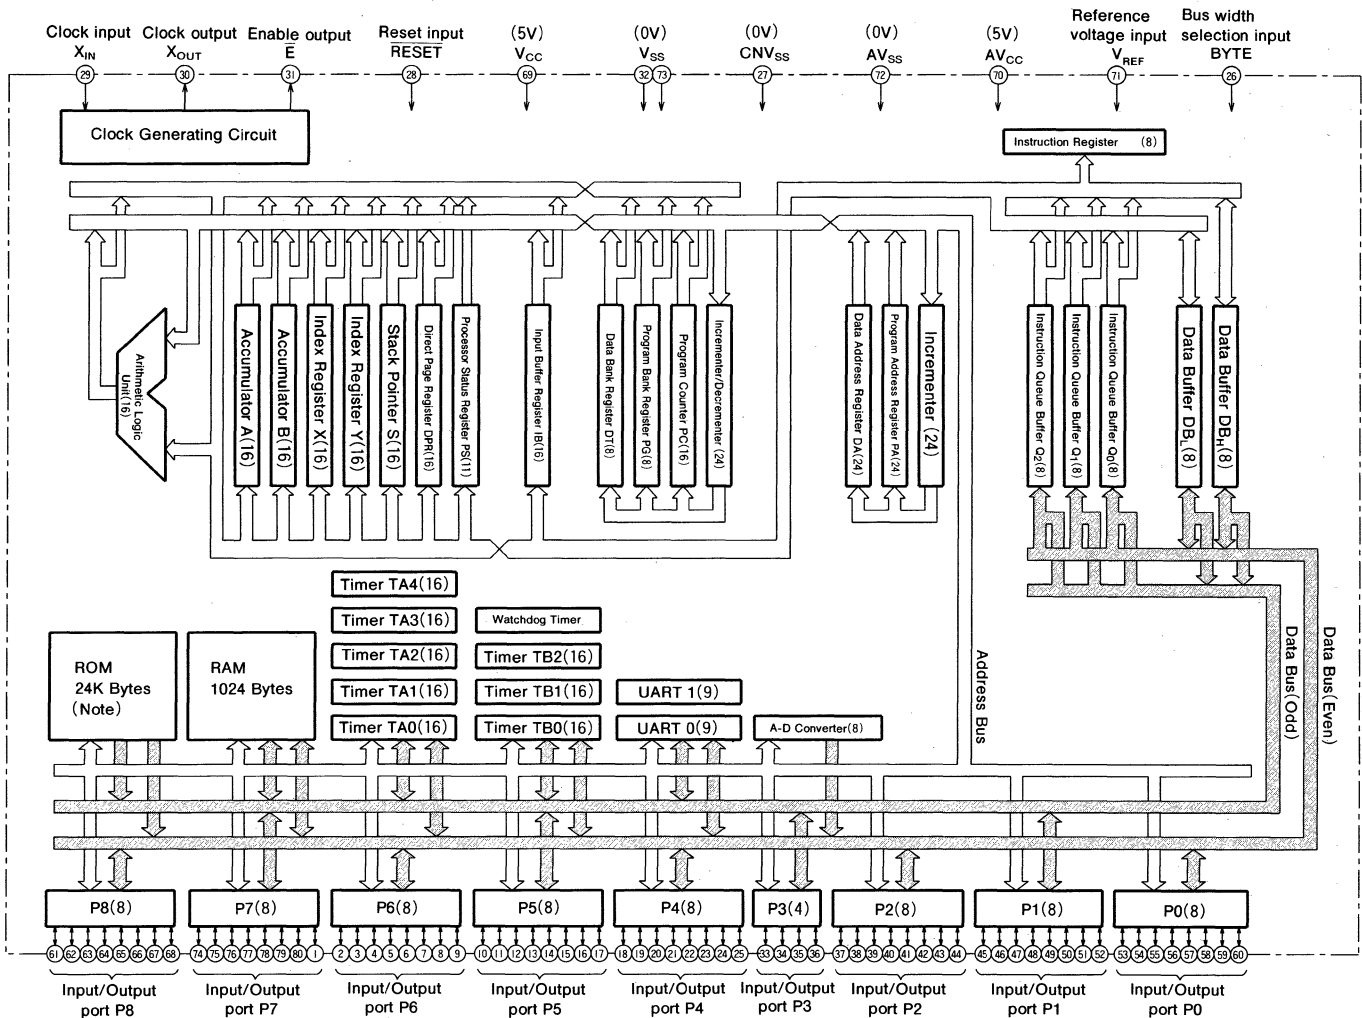 Clock input
X_IN
29
Clock output
X_OUT
30
Enable output
E̅
31
Reset input
R̅E̅S̅E̅T̅
28
(5V)
V_CC
69
(0V)
V_SS
32 73
(0V)
CNV_SS
27
(0V)
AV_SS
72
(5V)
AV_CC
70
Reference
voltage input
V_REF
71
Bus width
selection input
BYTE
26
Clock Generating Circuit
Instruction Register (8)
Arithmetic Logic
Unit(16)
Accumulator A(16)
Accumulator B(16)
Index Register X(16)
Index Register Y(16)
Stack Pointer S(16)
Direct Page Register DPR(16)
Processor Status Register PS(11)
Input Buffer Register IB(16)
Data Bank Register DT(8)
Program Bank Register PG(8)
Program Counter PC(16)
Incrementer/Decrementer (24)
Data Address Register DA(24)
Program Address Register PA(24)
Incrementer (24)
Instruction Queue Buffer Q2(8)
Instruction Queue Buffer Q1(8)
Instruction Queue Buffer Q0(8)
Data Buffer DBL(8)
Data Buffer DBH(8)
Address Bus
Data Bus(Odd)
Data Bus(Even)
ROM
24K Bytes
(Note)
RAM
1024 Bytes
Timer TA4(16)
Timer TA3(16)
Timer TA2(16)
Timer TA1(16)
Timer TA0(16)
Watchdog Timer
Timer TB2(16)
Timer TB1(16)
Timer TB0(16)
UART 1(9)
UART 0(9)
A-D Converter(8)
P8(8)
P7(8)
P6(8)
P5(8)
P4(8)
P3(4)
P2(8)
P1(8)
P0(8)
61 62 63 64 65 66 67 68
74 75 76 77 78 79 80 1
2 3 4 5 6 7 8 9
10 11 12 13 14 15 16 17
18 19 20 21 22 23 24 25
33 34 35 36
37 38 39 40 41 42 43 44
45 46 47 48 49 50 51 52
53 54 55 56 57 58 59 60
Input/Output
port P8
Input/Output
port P7
Input/Output
port P6
Input/Output
port P5
Input/Output
port P4
Input/Output
port P3
Input/Output
port P2
Input/Output
port P1
Input/Output
port P0